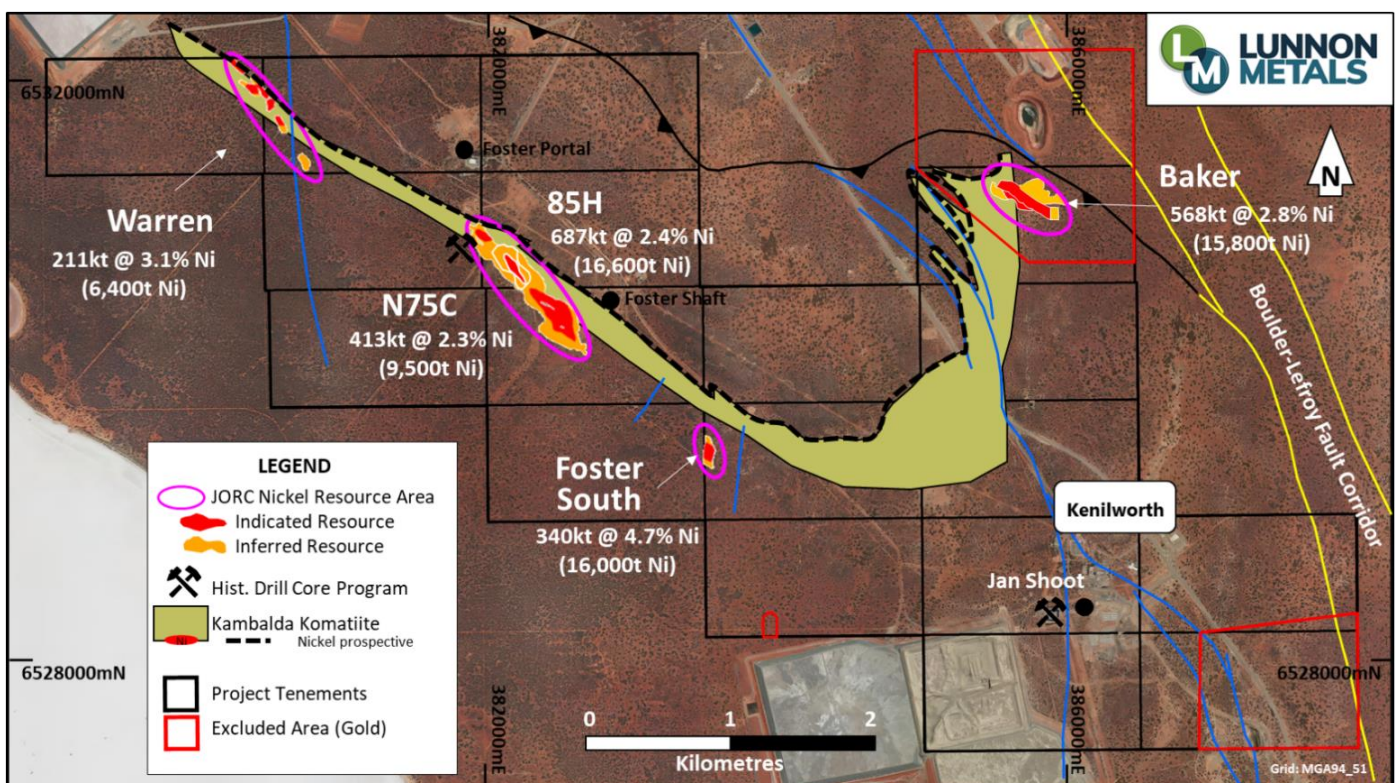 LM
LUNNON
METALS
382000mE
386000mE
6532000mN
Foster Portal
N
Warren
211kt @ 3.1% Ni
(6,400t Ni)
85H
687kt @ 2.4% Ni
(16,600t Ni)
Baker
568kt @ 2.8% Ni
(15,800t Ni)
N75C
413kt @ 2.3% Ni
(9,500t Ni)
Foster Shaft
Boulder-Lefroy Fault Corridor
Foster
South
340kt @ 4.7% Ni
(16,000t Ni)
Kenilworth
Jan Shoot
LEGEND
JORC Nickel Resource Area
Indicated Resource
Inferred Resource
Hist. Drill Core Program
Kambalda Komatiite
Ni
Nickel prospective
Project Tenements
Excluded Area (Gold)
6528000mN
6528000mN
382000mE
386000mE
0 1 2
Kilometres
Grid: MGA94_51